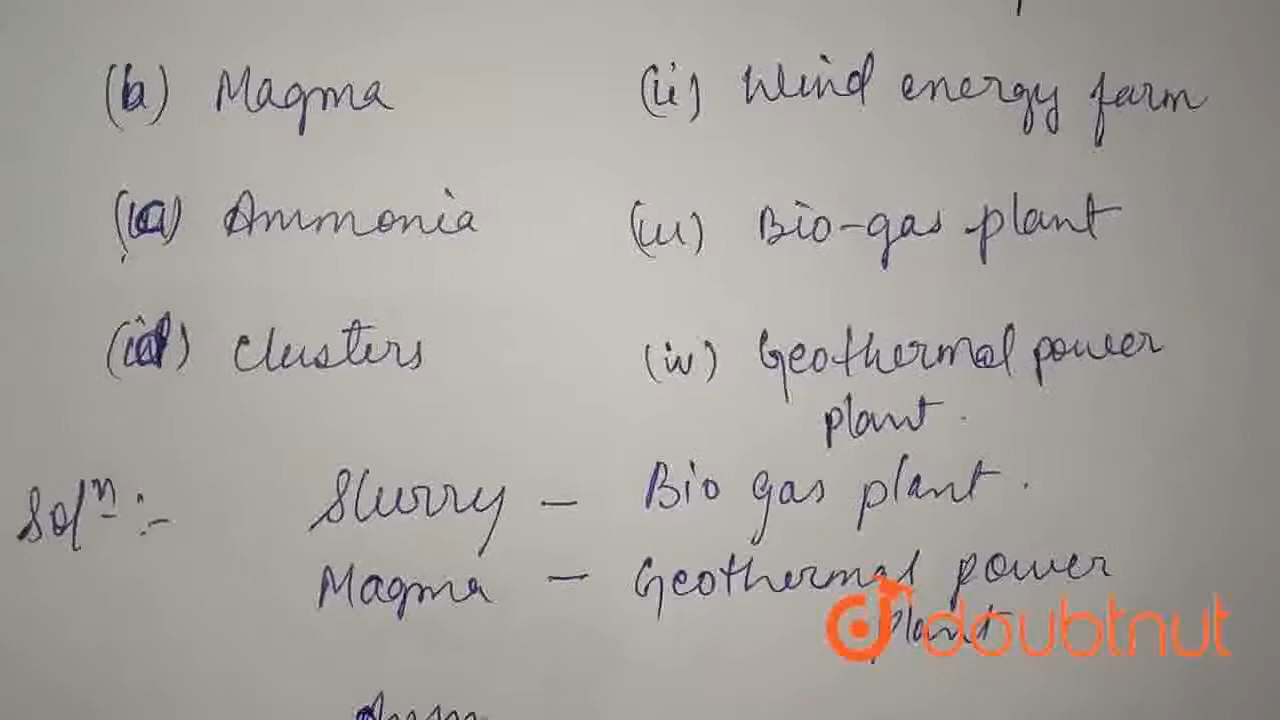 (b) Magma (ii) Wind energy farm
(c) Ammonia (iii) Bio-gas plant
(d) Clusters (iv) Geothermal power
plant.
Solⁿ :- Slurry - Bio gas plant.
Magma - Geothermal power
plant
doubtnut